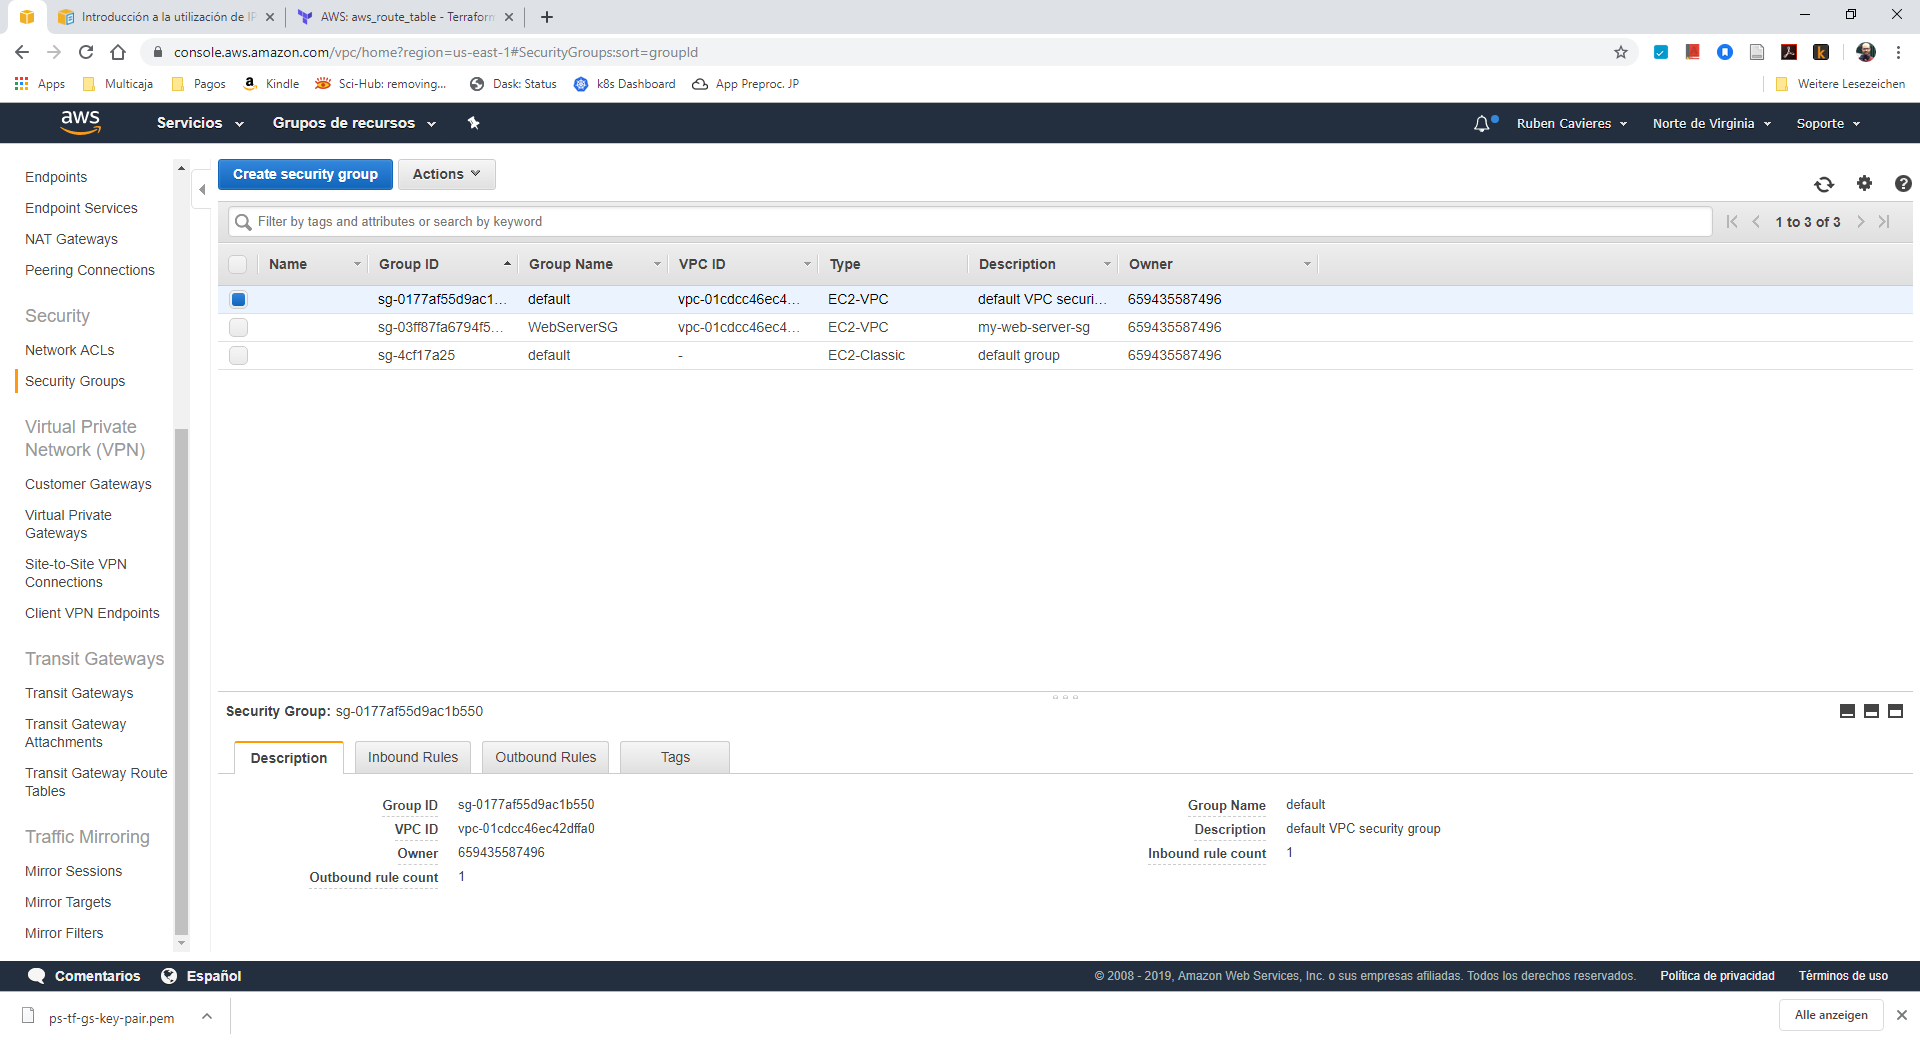 Introducción a la utilización de IP
AWS: aws_route_table - Terraform
console.aws.amazon.com/vpc/home?region=us-east-1#SecurityGroups:sort=groupId
Apps
Multicaja
Pagos
Kindle
Sci-Hub: removing...
Dask: Status
k8s Dashboard
App Preproc. JP
Weitere Lesezeichen
aws
Servicios
Grupos de recursos
Ruben Cavieres
Norte de Virginia
Soporte
Endpoints
Endpoint Services
NAT Gateways
Peering Connections
Security
Network ACLs
Security Groups
Virtual Private
Network (VPN)
Customer Gateways
Virtual Private
Gateways
Site-to-Site VPN
Connections
Client VPN Endpoints
Transit Gateways
Transit Gateways
Transit Gateway
Attachments
Transit Gateway Route
Tables
Traffic Mirroring
Mirror Sessions
Mirror Targets
Mirror Filters
Create security group
Actions
Filter by tags and attributes or search by keyword
1 to 3 of 3
Name Group ID Group Name VPC ID Type Description Owner
sg-0177af55d9ac1... default vpc-01cdcc46ec4... EC2-VPC default VPC securi... 659435587496
sg-03ff87fa6794f5... WebServerSG vpc-01cdcc46ec4... EC2-VPC my-web-server-sg 659435587496
sg-4cf17a25 default - EC2-Classic default group 659435587496
Security Group: sg-0177af55d9ac1b550
Description
Inbound Rules
Outbound Rules
Tags
Group ID sg-0177af55d9ac1b550
VPC ID vpc-01cdcc46ec42dffa0
Owner 659435587496
Outbound rule count 1
Group Name default
Description default VPC security group
Inbound rule count 1
Comentarios
Español
© 2008 - 2019, Amazon Web Services, Inc. o sus empresas afiliadas. Todos los derechos reservados.
Política de privacidad
Términos de uso
ps-tf-gs-key-pair.pem
Alle anzeigen